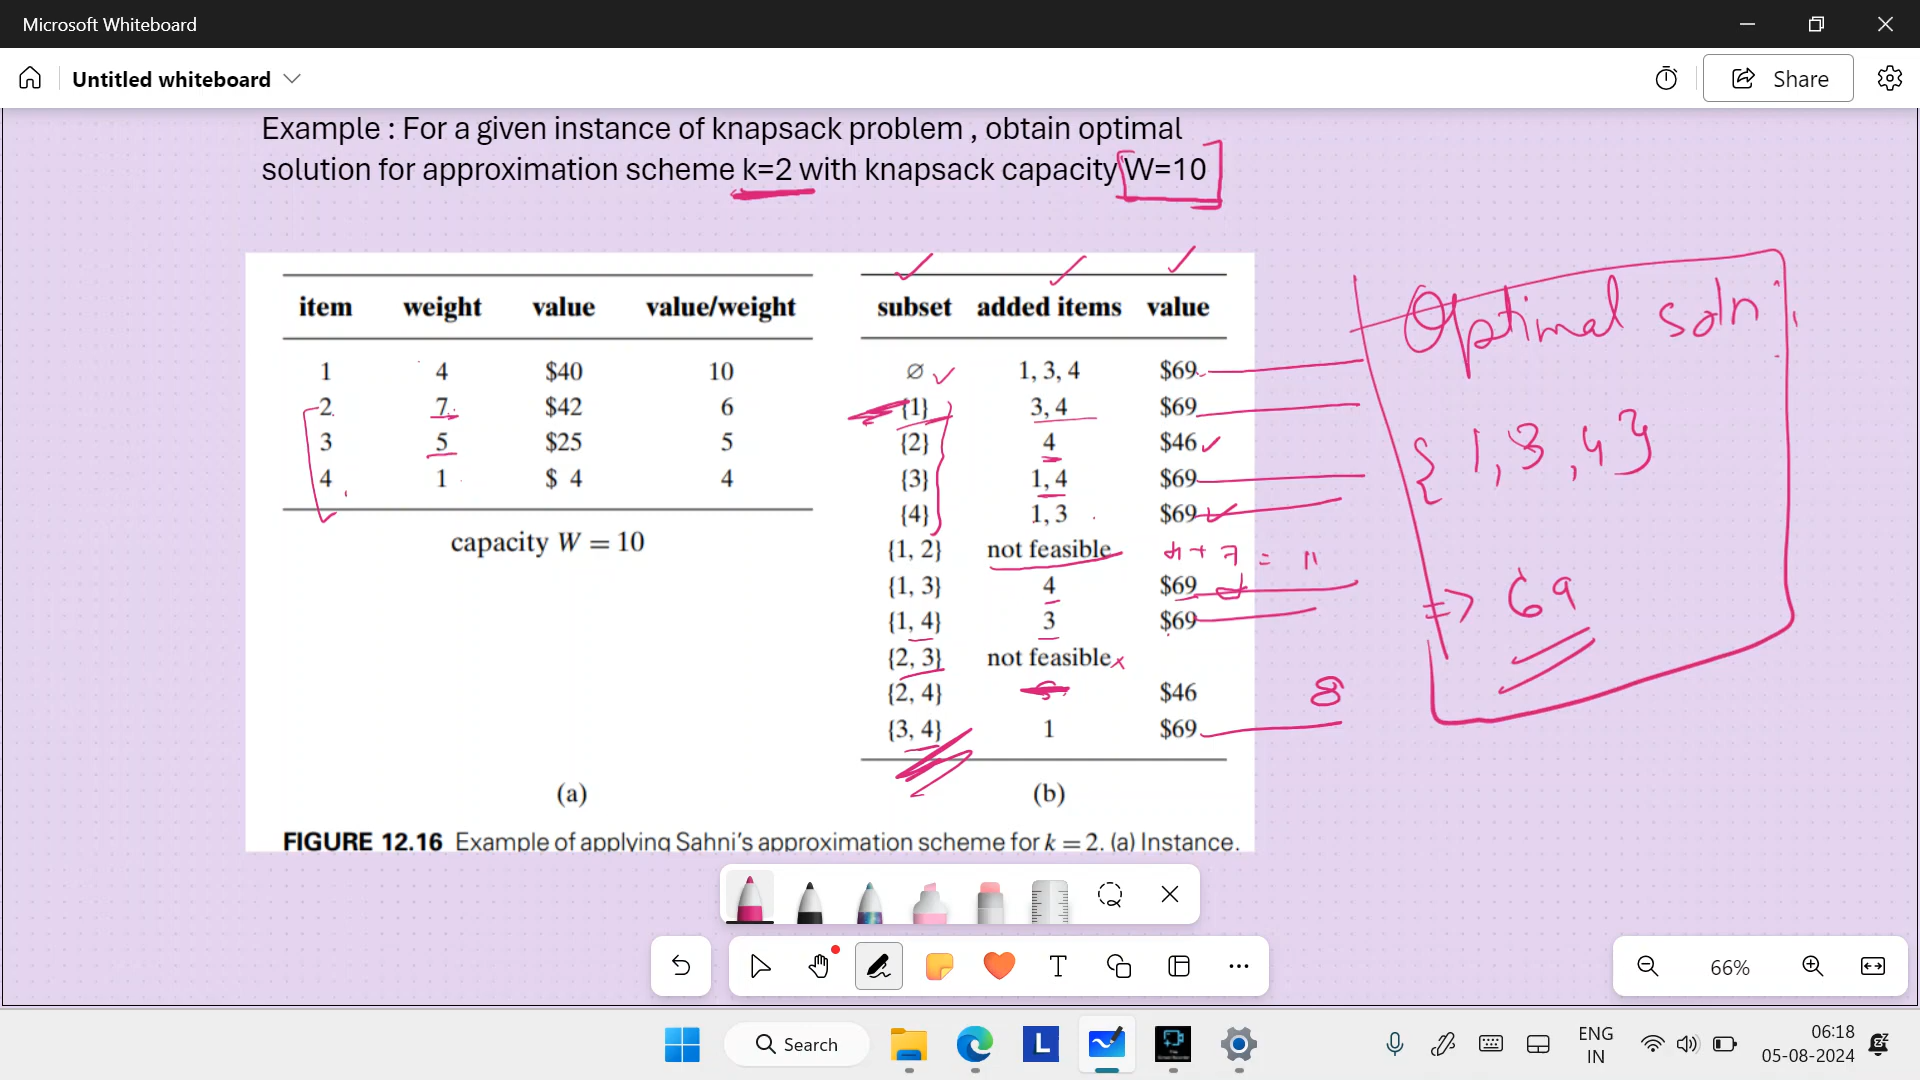 Microsoft Whiteboard
Untitled whiteboard
Share
Example : For a given instance of knapsack problem , obtain optimal
solution for approximation scheme k=2 with knapsack capacity W=10
item weight value value/weight
1 4 $40 10
2 7 $42 6
3 5 $25 5
4 1 $ 4 4
capacity W = 10
(a)
subset added items value
∅ 1, 3, 4 $69
{1} 3, 4 $69
{2} 4 $46
{3} 1, 4 $69
{4} 1, 3 $69
{1, 2} not feasible 4 + 7 = 11
{1, 3} 4 $69
{1, 4} 3 $69
{2, 3} not feasible x
{2, 4} $46
8
{3, 4} 1 $69
(b)
Optimal soln :
{ 1, 3, 4 }
=> 69
FIGURE 12.16 Example of applying Sahni's approximation scheme for k = 2. (a) Instance.
T
66%
Search
L
ENG
IN
06:18
05-08-2024